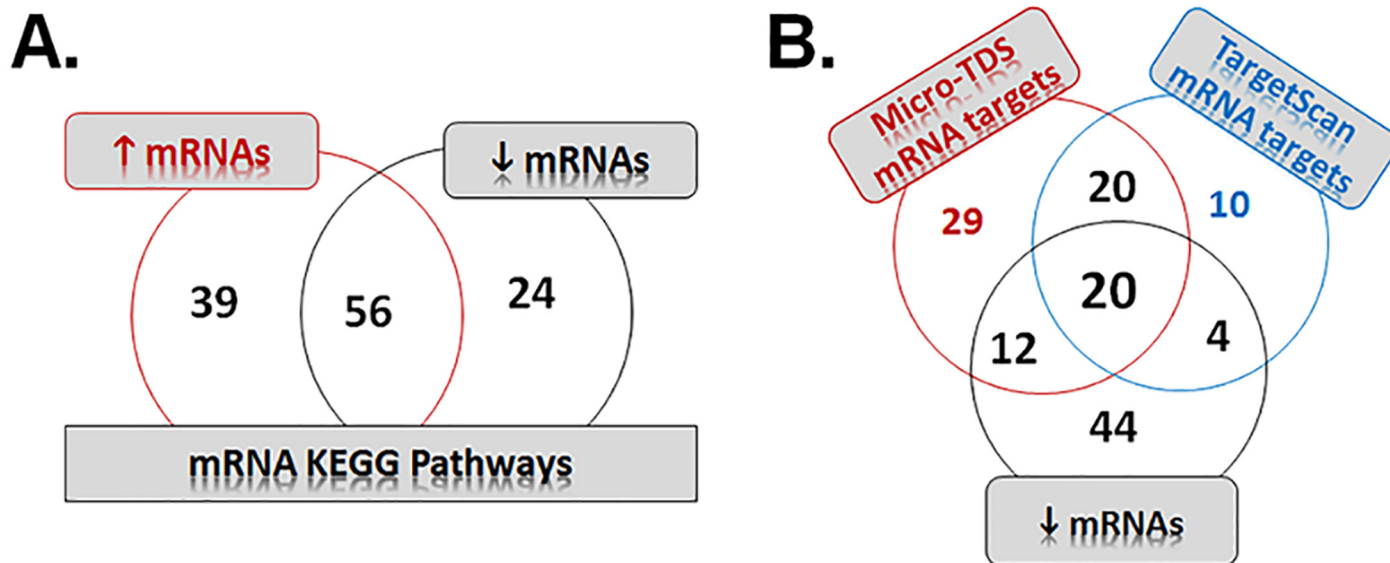 A.
↑ mRNAs
↓ mRNAs
39
56
24
mRNA KEGG Pathways
B.
Micro-TDS
mRNA targets
TargetScan
mRNA targets
29
20
10
20
12
4
44
↓ mRNAs